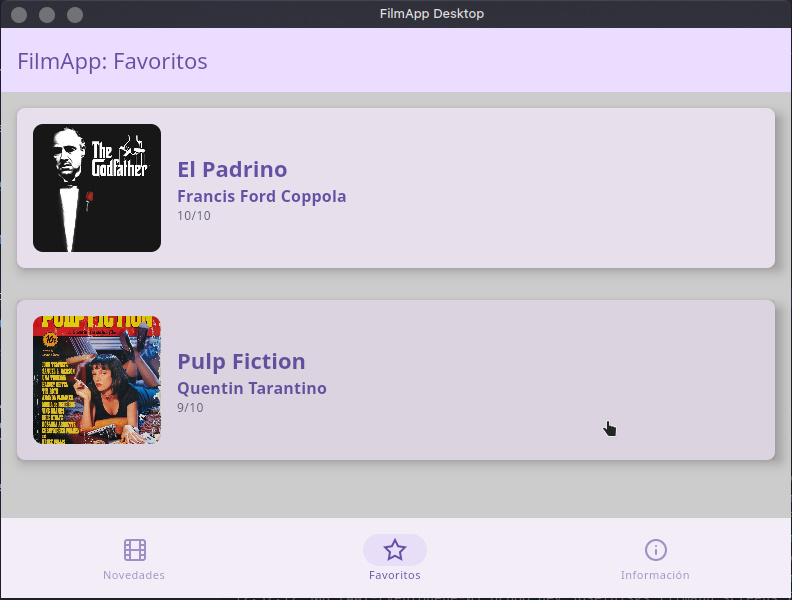 FilmApp Desktop
FilmApp: Favoritos
The
Godfather
El Padrino
Francis Ford Coppola
10/10
PULP FICTION
Pulp Fiction
Quentin Tarantino
9/10
Novedades
Favoritos
Información